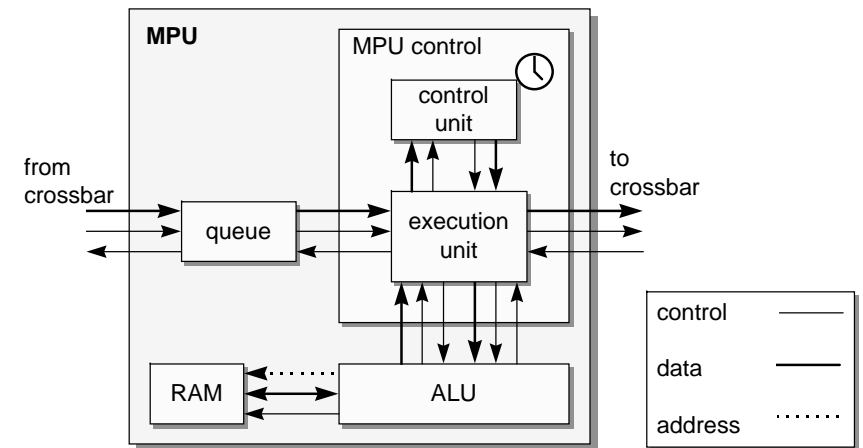 MPU
MPU control
control
unit
from
crossbar
to
crossbar
queue
execution
unit
RAM
ALU
control
data
address